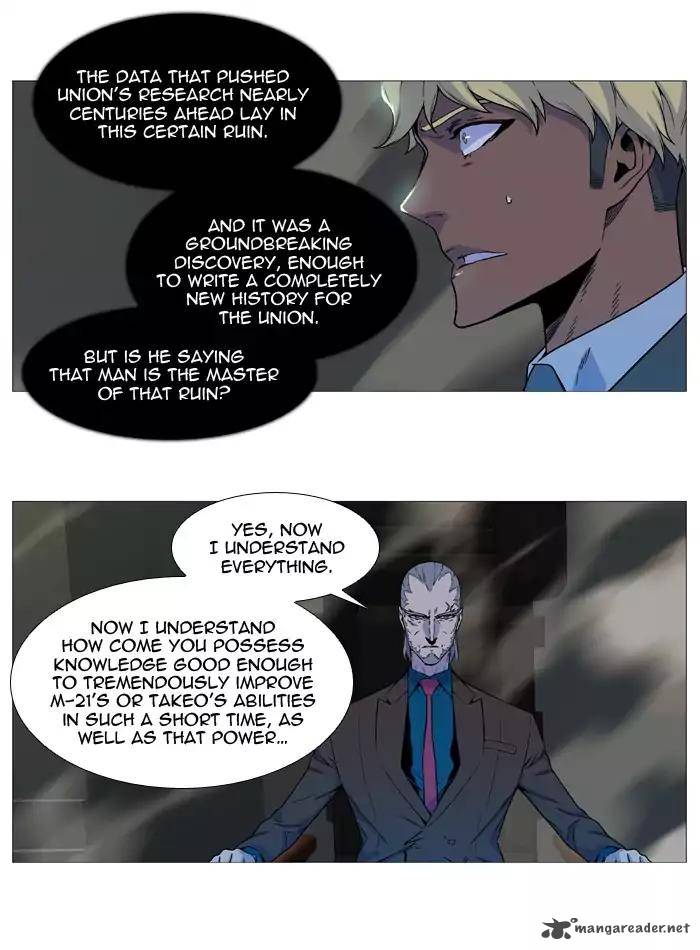 THE DATA THAT PUSHED
UNION'S RESEARCH NEARLY
CENTURIES AHEAD LAY IN
THIS CERTAIN RUIN.
AND IT WAS A
GROUNDBREAKING
DISCOVERY, ENOUGH
TO WRITE A COMPLETELY
NEW HISTORY FOR
THE UNION.
BUT IS HE SAYING
THAT MAN IS THE MASTER
OF THAT RUIN?
YES, NOW
I UNDERSTAND
EVERYTHING.
NOW I UNDERSTAND
HOW COME YOU POSSESS
KNOWLEDGE GOOD ENOUGH
TO TREMENDOUSLY IMPROVE
M-21'S OR TAKEO'S ABILITIES
IN SUCH A SHORT TIME, AS
WELL AS THAT POWER...
mangareader.net